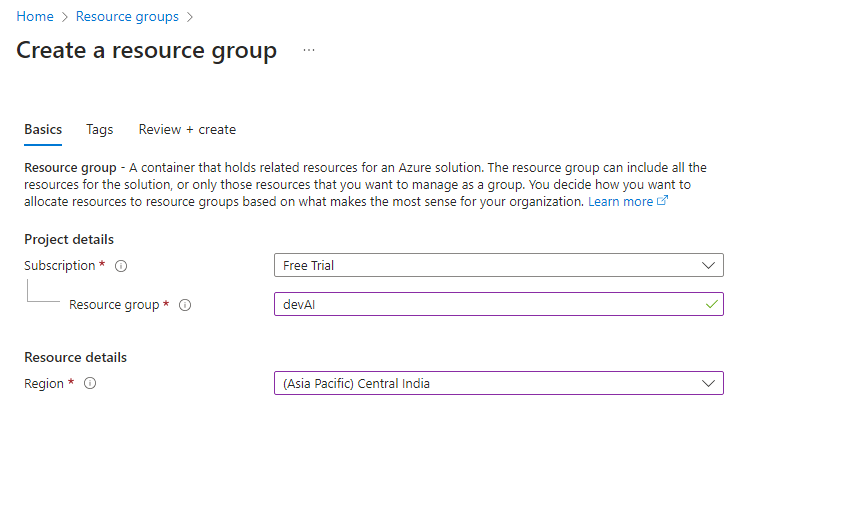 Home > Resource groups >
Create a resource group ...
Basics Tags Review + create
Resource group - A container that holds related resources for an Azure solution. The resource group can include all the
resources for the solution, or only those resources that you want to manage as a group. You decide how you want to
allocate resources to resource groups based on what makes the most sense for your organization. Learn more
Project details
Subscription * Free Trial
Resource group * devAI
Resource details
Region * (Asia Pacific) Central India